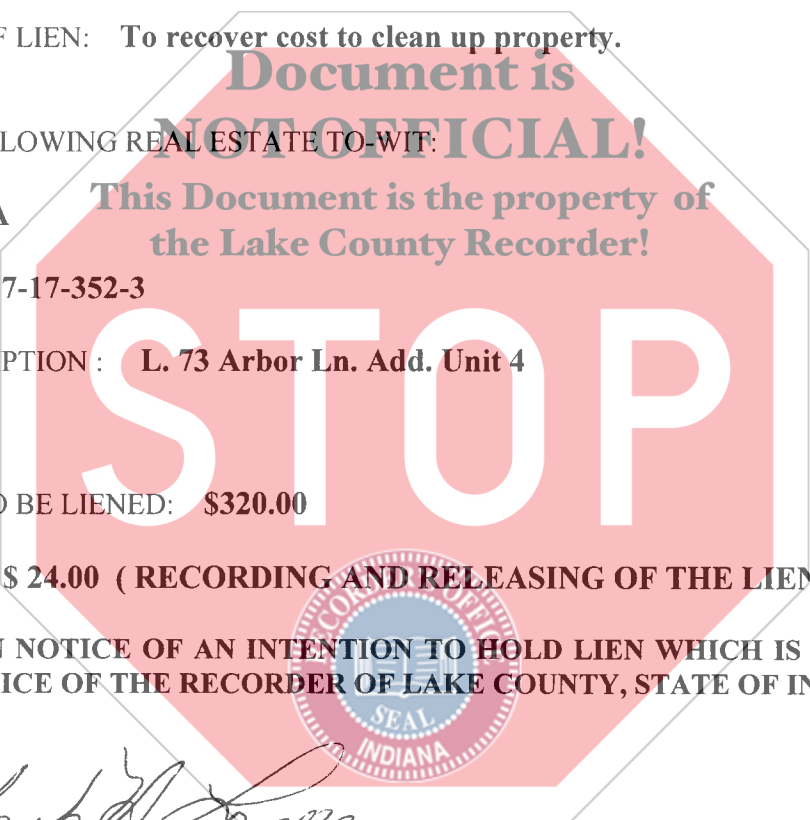 F LIEN: To recover cost to clean up property.
Document is
NOT OFFICIAL!
LOWING REAL ESTATE TO-WIT:
This Document is the property of
A
the Lake County Recorder!
7-17-352-3
STOP
PTION : L. 73 Arbor Ln. Add. Unit 4
O BE LIENED: $320.00
$ 24.00 ( RECORDING AND RELEASING OF THE LIEN
RECORDER'S OFFICE
N NOTICE OF AN INTENTION TO HOLD LIEN WHICH IS
ICE OF THE RECORDER OF LAKE COUNTY, STATE OF IN
SEAL
INDIANA